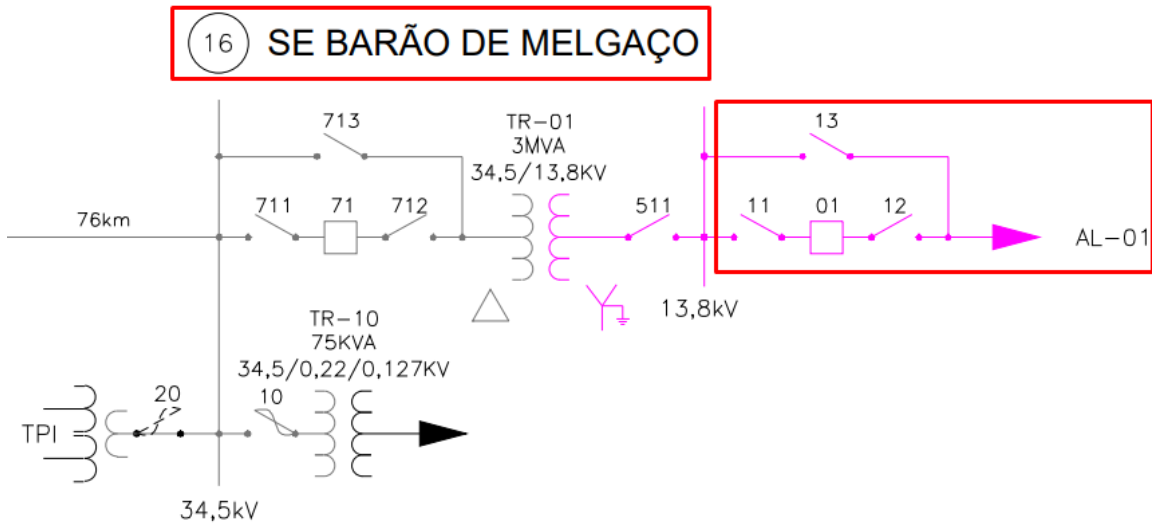 16 SE BARÃO DE MELGAÇO
713
TR-01
3MVA
34,5/13,8KV
13
76km
711 71 712
511
11 01 12
AL-01
13,8kV
TR-10
75KVA
34,5/0,22/0,127KV
TPI
20
10
34,5kV